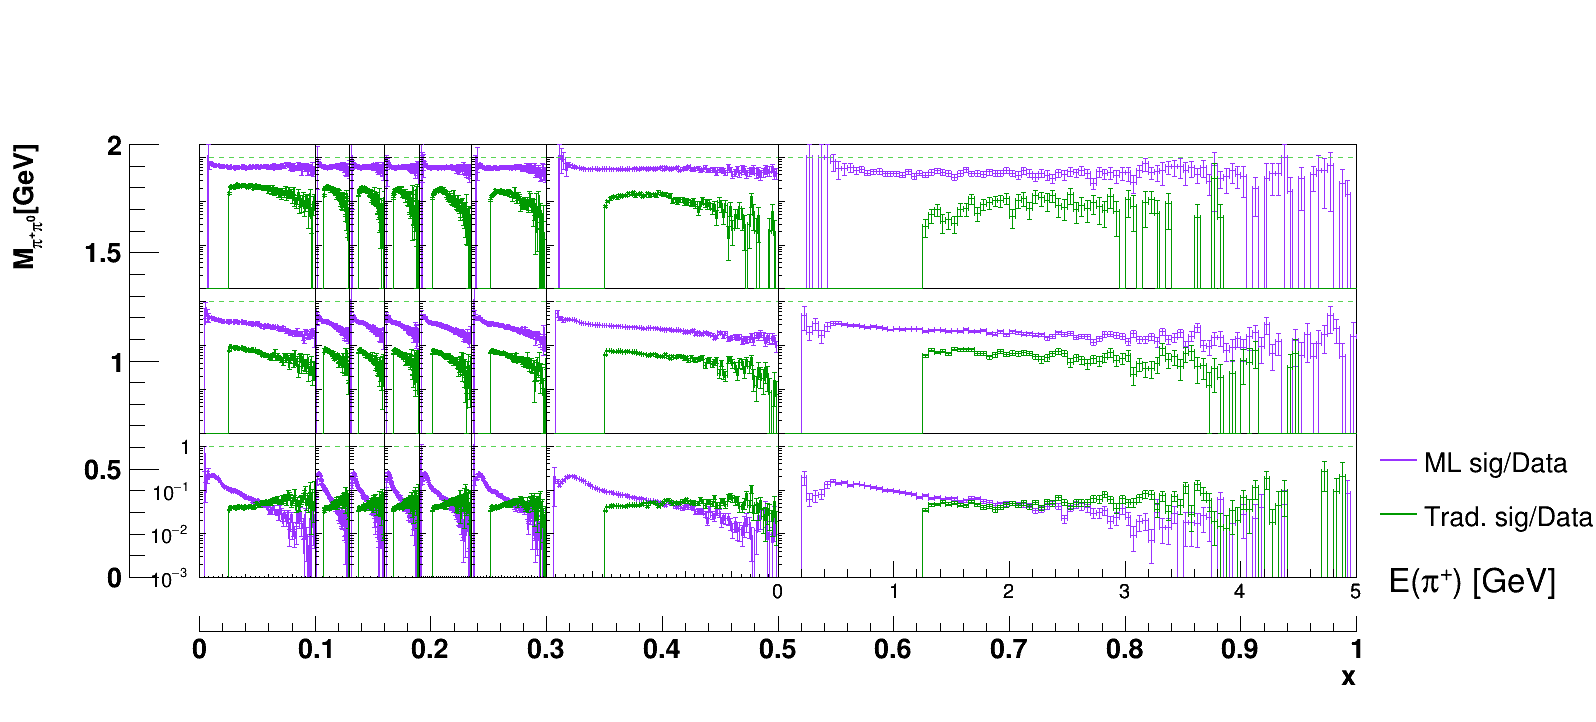 M_{π⁺π⁰}[GeV]
2
1.5
1
0.5
0
1
10⁻¹
10⁻²
10⁻³
0 1 2 3 4 5
E(π⁺) [GeV]
0 0.1 0.2 0.3 0.4 0.5 0.6 0.7 0.8 0.9 1
x
ML sig/Data
Trad. sig/Data